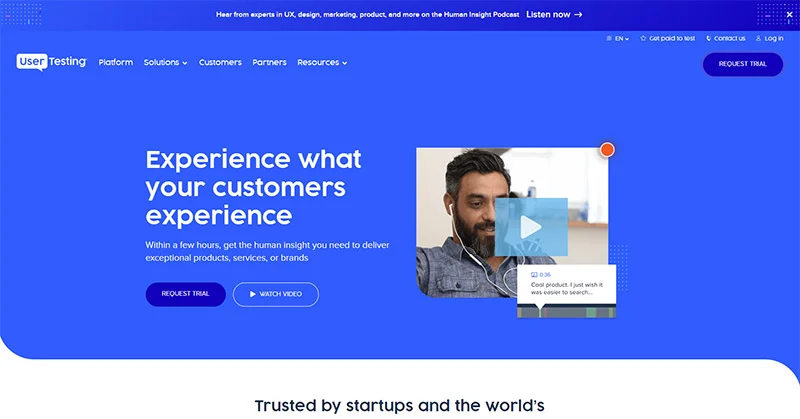 Hear from experts in UX, design, marketing, product, and more on the Human Insight Podcast Listen now →
EN Get paid to test Contact us Log in
UserTesting Platform Solutions Customers Partners Resources
REQUEST TRIAL
Experience what
your customers
experience
Within a few hours, get the human insight you need to deliver
exceptional products, services, or brands
REQUEST TRIAL WATCH VIDEO
0:36
Cool product. I just wish it
was easier to search...
Trusted by startups and the world's